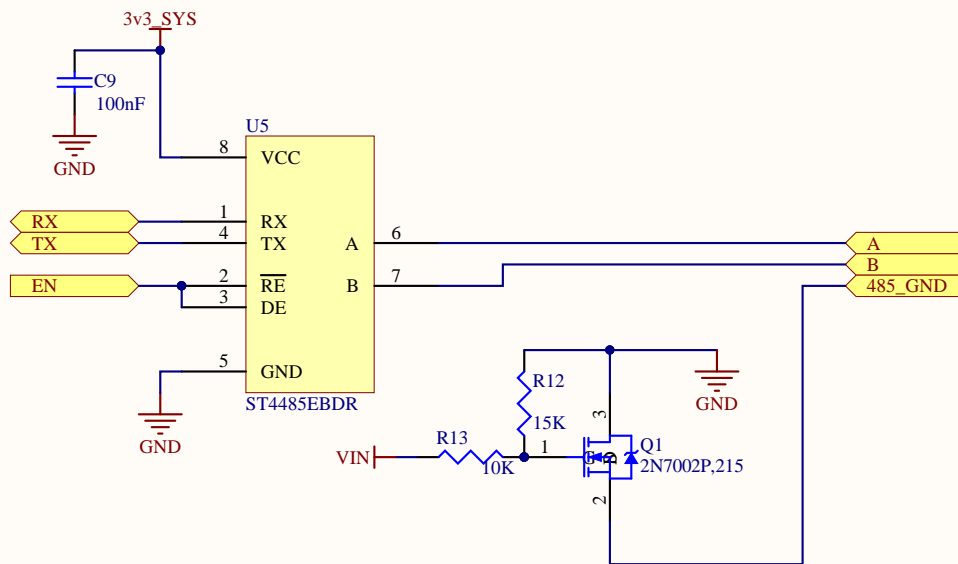 3v3_SYS
C9
100nF
GND
U5
8 VCC
RX 1 RX
TX 4 TX
A 6 A
EN 2 RE
B 7 B
3 DE
485_GND
5 GND
ST4485EBDR
GND
R12
15K
GND
3
R13
10K
VIN
1
G
D
Q1
2N7002P,215
2